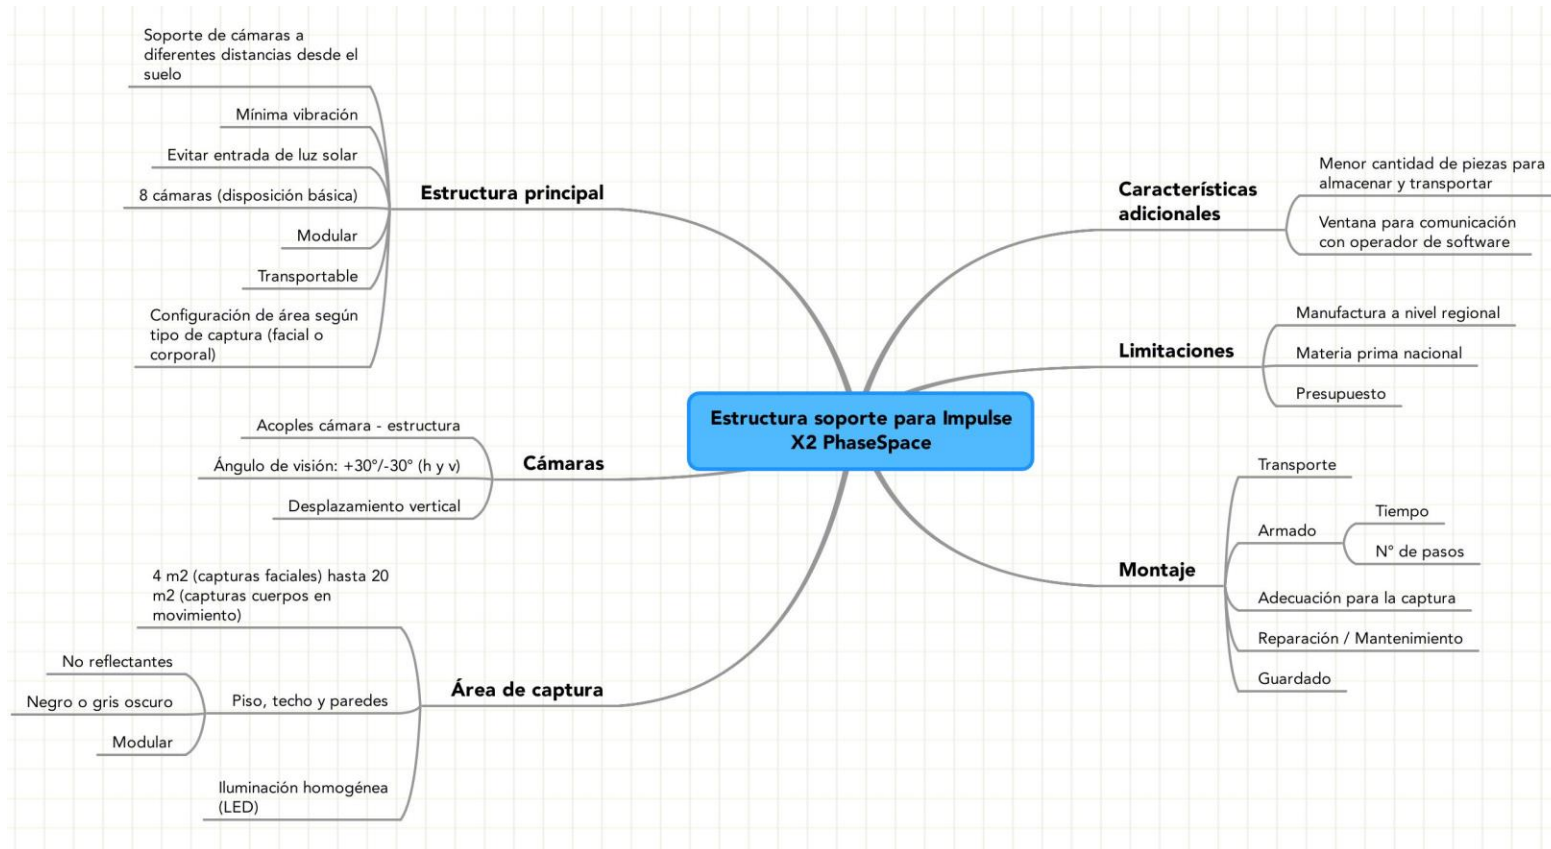 Soporte de cámaras a
diferentes distancias desde el
suelo
Mínima vibración
Evitar entrada de luz solar
8 cámaras (disposición básica)
Modular
Transportable
Configuración de área según
tipo de captura (facial o
corporal)
Estructura principal
Acoples cámara - estructura
Ángulo de visión: +30°/-30° (h y v)
Desplazamiento vertical
Cámaras
4 m2 (capturas faciales) hasta 20
m2 (capturas cuerpos en
movimiento)
No reflectantes
Negro o gris oscuro
Modular
Piso, techo y paredes
Iluminación homogénea
(LED)
Área de captura
Estructura soporte para Impulse
X2 PhaseSpace
Características
adicionales
Menor cantidad de piezas para
almacenar y transportar
Ventana para comunicación
con operador de software
Limitaciones
Manufactura a nivel regional
Materia prima nacional
Presupuesto
Montaje
Transporte
Armado
Tiempo
N° de pasos
Adecuación para la captura
Reparación / Mantenimiento
Guardado